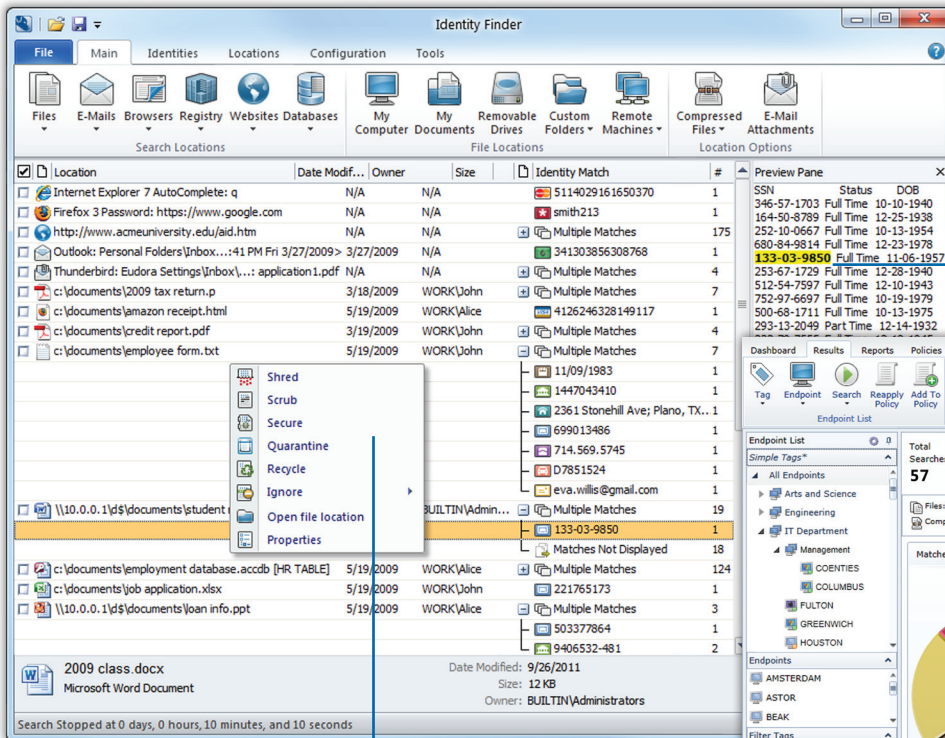 Identity Finder
File Main Identities Locations Configuration Tools
Files E-Mails Browsers Registry Websites Databases My Computer My Documents Removable Drives Custom Folders Remote Machines Compressed Files E-Mail Attachments
Search Locations File Locations Location Options
Location Date Modif... Owner Size Identity Match # Preview Pane
Internet Explorer 7 AutoComplete: q N/A N/A 5114029161650370 1
Firefox 3 Password: https://www.google.com N/A N/A smith213 1
http://www.acmeuniversity.edu/aid.htm N/A N/A Multiple Matches 175
Outlook: Personal Folders\Inbox...:41 PM Fri 3/27/2009> 3/27/2009 N/A 341303856308768 1
Thunderbird: Eudora Settings\Inbox\...: application1.pdf N/A N/A Multiple Matches 4
c:\documents\2009 tax return.p 3/18/2009 WORK\John Multiple Matches 7
c:\documents\amazon receipt.html 5/19/2009 WORK\Alice 4126246328149117 1
c:\documents\credit report.pdf 3/19/2009 WORK\John Multiple Matches 4
c:\documents\employee form.txt 5/19/2009 WORK\John Multiple Matches 7
11/09/1983 1
1447043410 1
2361 Stonehill Ave; Plano, TX... 1
699013486 1
714.569.5745 1
D7851524 1
eva.willis@gmail.com 1
Shred
Scrub
Secure
Quarantine
Recycle
Ignore
Open file location
Properties
\\10.0.0.1\d$\documents\student BUILTIN\Admin... Multiple Matches 19
133-03-9850 1
Matches Not Displayed 18
c:\documents\employment database.accdb [HR TABLE] 5/19/2009 WORK\Alice Multiple Matches 124
c:\documents\job application.xlsx 5/19/2009 WORK\John 221765173 1
\\10.0.0.1\d$\documents\loan info.ppt 5/19/2009 WORK\Alice Multiple Matches 3
503377864 1
9406532-481 2
SSN Status DOB
346-57-1703 Full Time 10-10-1940
164-50-8789 Full Time 12-25-1938
252-10-0667 Full Time 10-13-1954
680-84-9814 Full Time 12-23-1978
133-03-9850 Full Time 11-06-1957
253-67-1729 Full Time 12-28-1940
512-54-7597 Full Time 12-10-1943
752-97-6697 Full Time 10-19-1979
500-68-1711 Full Time 10-13-1975
293-13-2049 Part Time 12-14-1932
Dashboard Results Reports Policies
Tag Endpoint Search Reapply Policy Add To Policy
Endpoint List
Endpoint List
Simple Tags*
All Endpoints
Arts and Science
Engineering
IT Department
Management
COENTIES
COLUMBUS
FULTON
GREENWICH
HOUSTON
Endpoints
AMSTERDAM
ASTOR
BEAK
Filter Tags
Total
Searches
57
Files:
Comp
Matche
2009 class.docx
Microsoft Word Document
Date Modified: 9/26/2011
Size: 12 KB
Owner: BUILTIN\Administrators
Search Stopped at 0 days, 0 hours, 10 minutes, and 10 seconds